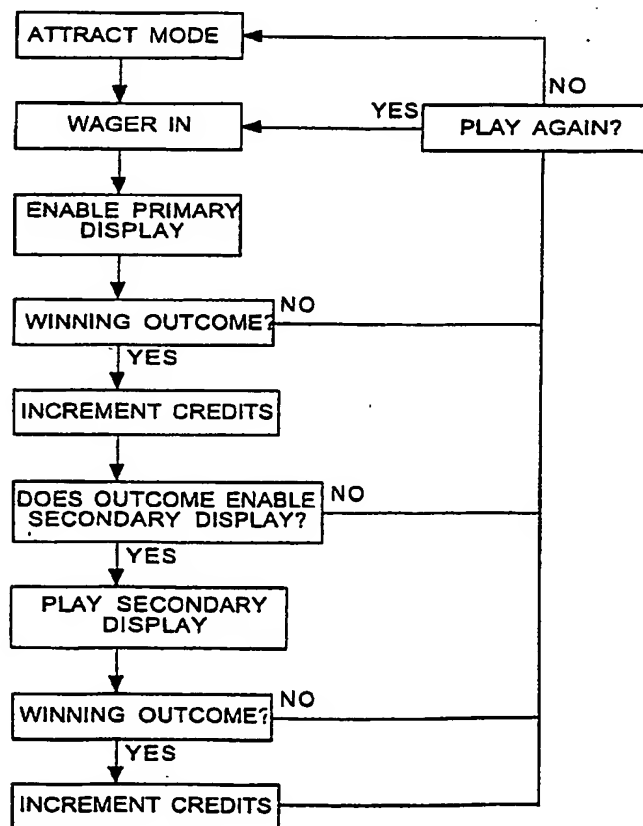 ATTRACT MODE
NO
YES
WAGER IN
PLAY AGAIN?
ENABLE PRIMARY
DISPLAY
NO
WINNING OUTCOME?
YES
INCREMENT CREDITS
NO
DOES OUTCOME ENABLE
SECONDARY DISPLAY?
YES
PLAY SECONDARY
DISPLAY
NO
WINNING OUTCOME?
YES
INCREMENT CREDITS